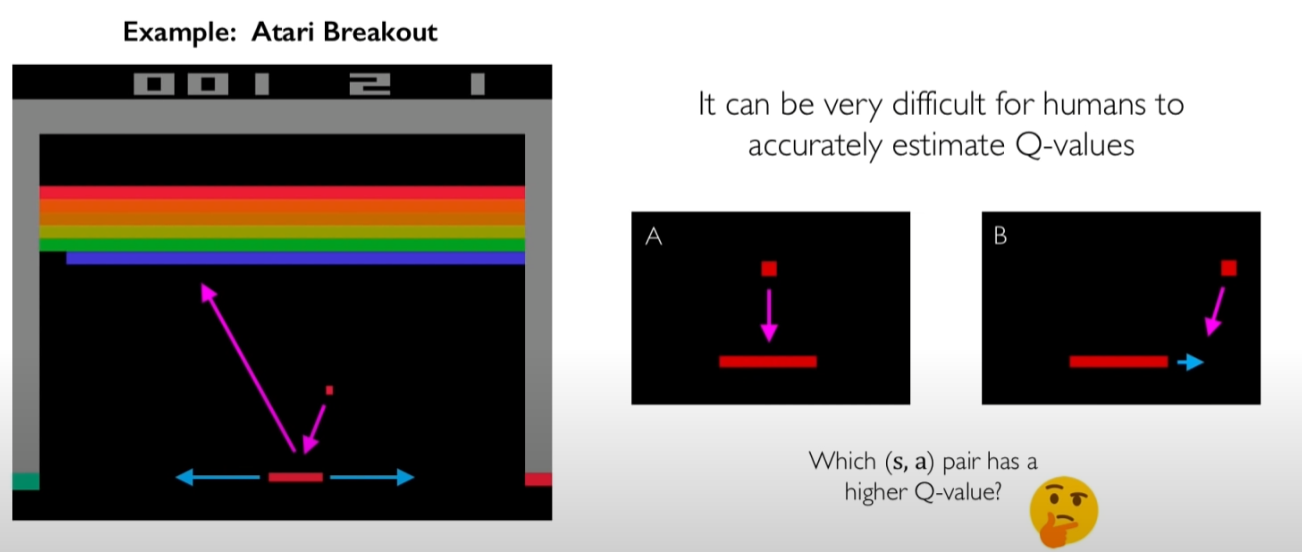 Example: Atari Breakout
001 2 1
It can be very difficult for humans to
accurately estimate Q-values
A
B
Which (s, a) pair has a
higher Q-value?